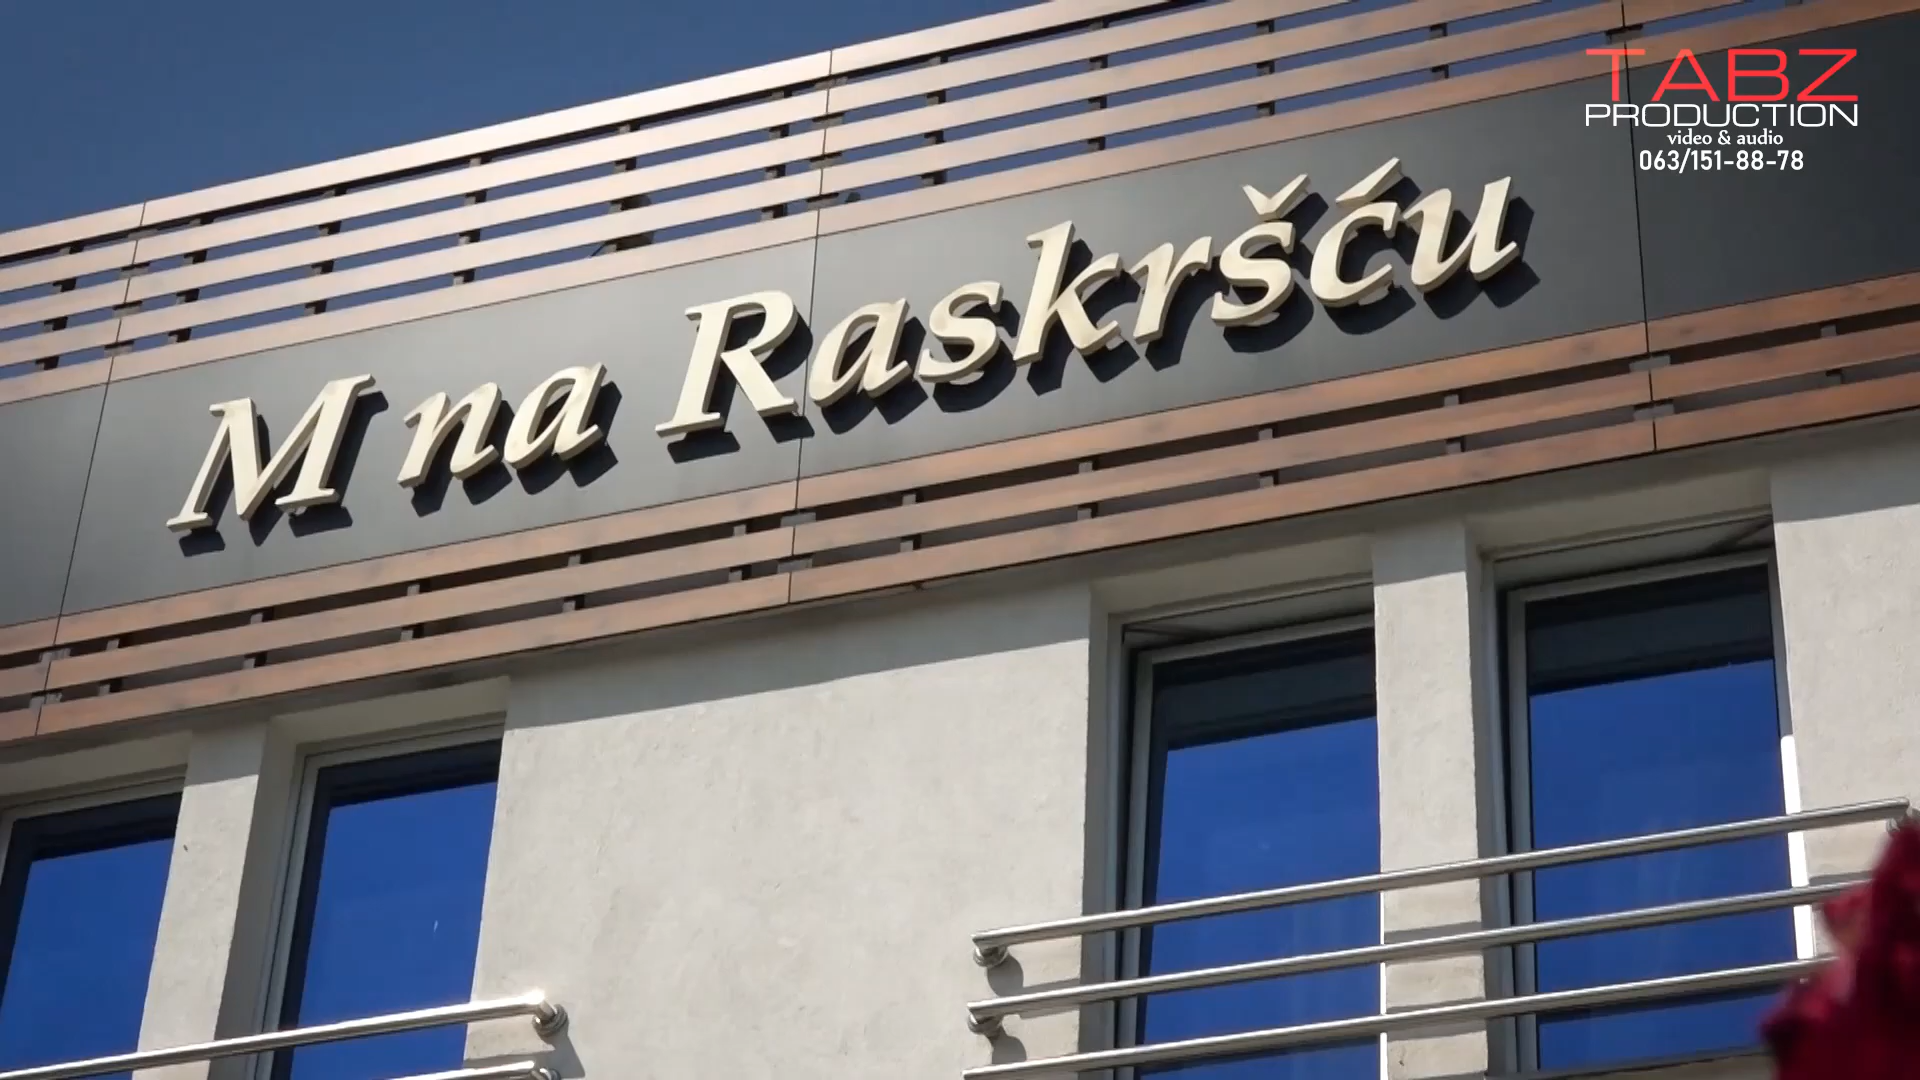 TABZ
PRODUCTION
video & audio
063/151-88-78
M na Raskršću